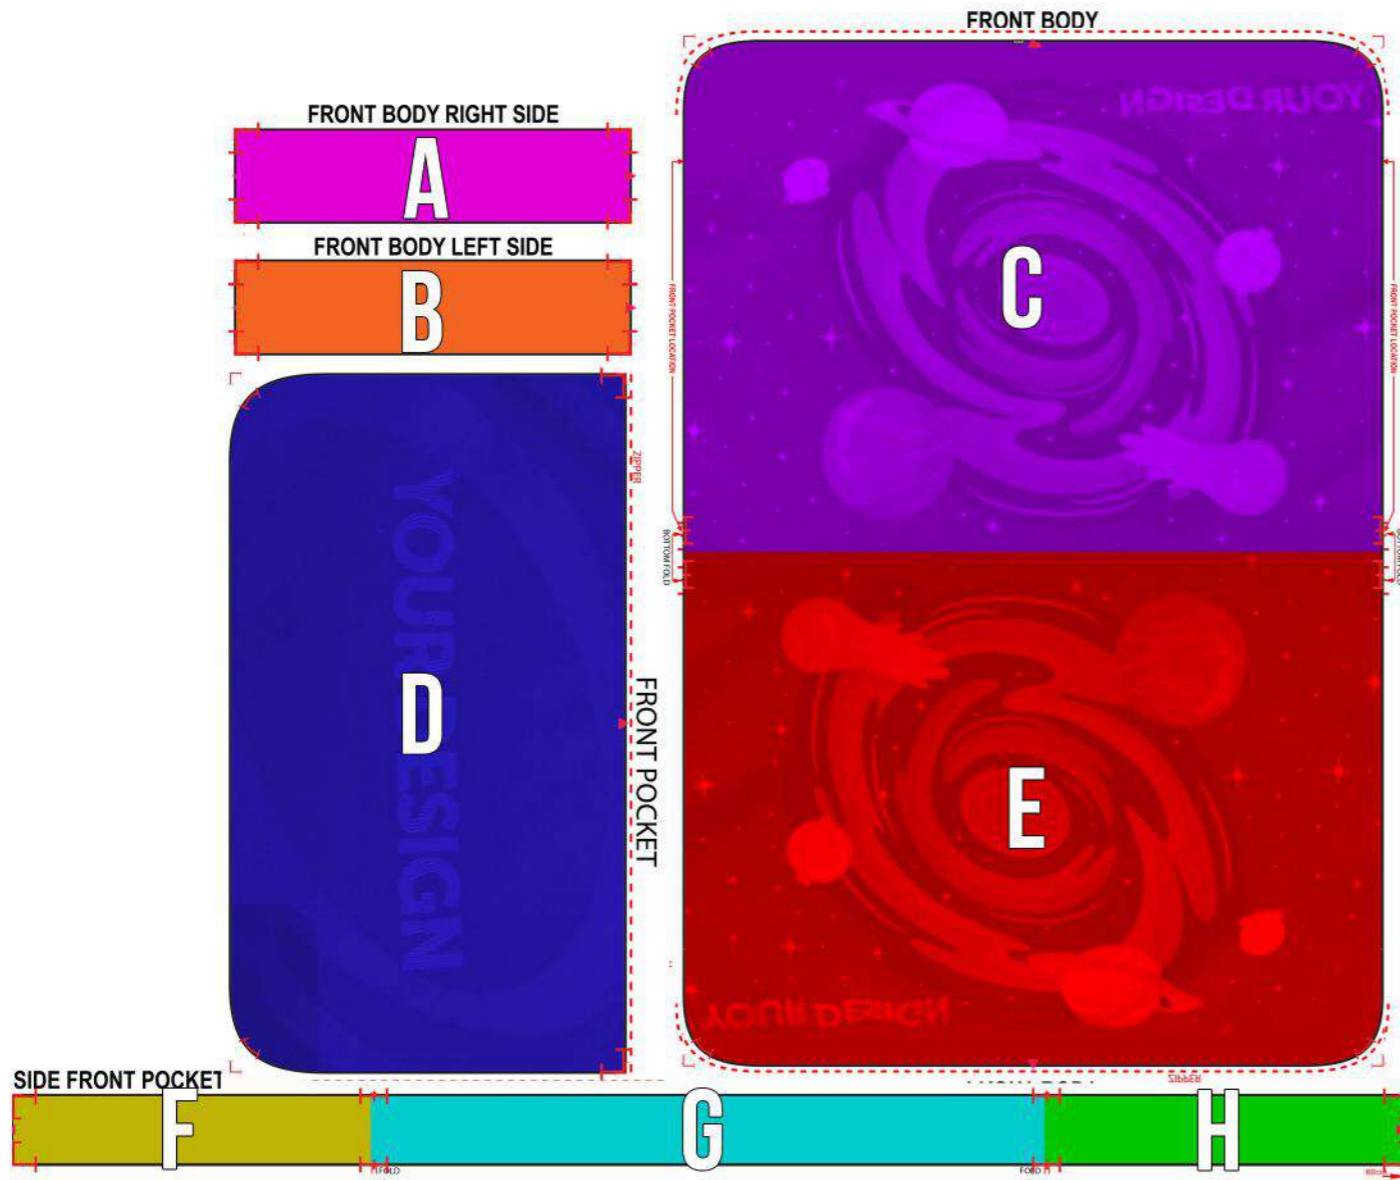 FRONT BODY
YOUR DESIGN
FRONT BODY RIGHT SIDE
A
FRONT BODY LEFT SIDE
B
C
FRONT POCKET LOCATION
FRONT POCKET LOCATION
ZIPPER
YOUR DESIGN
D
FRONT POCKET
BOTTOM FOLD
E
YOUR DESIGN
ZIPPER
SIDE FRONT POCKET
F
G
H
FOLD
FOLD